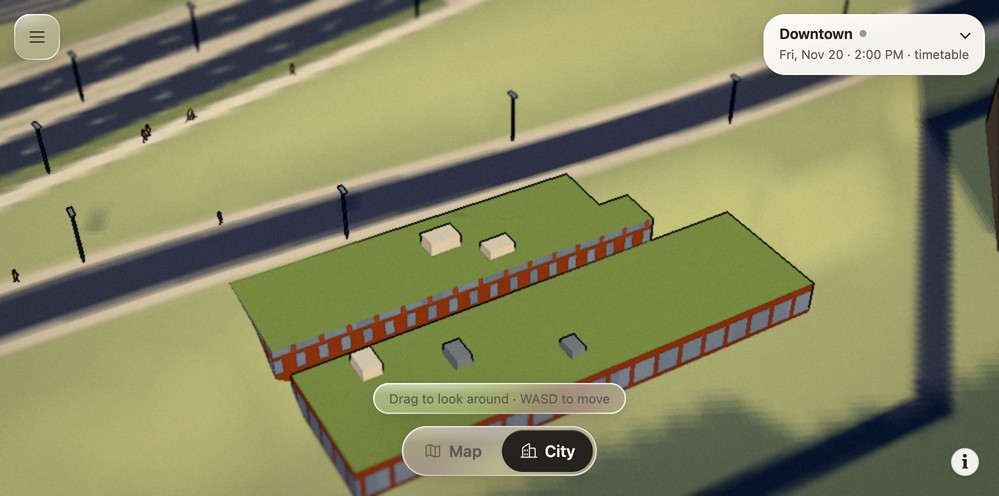 Downtown
Fri, Nov 20 · 2:00 PM · timetable
Drag to look around · WASD to move
Map
City